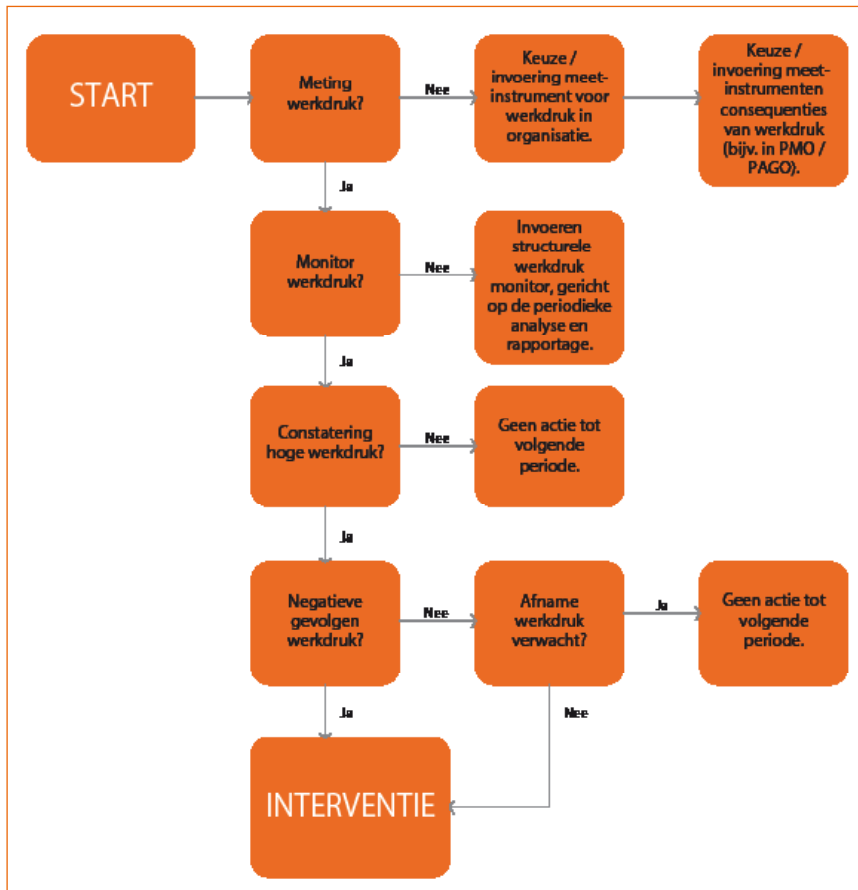 START
Meting
werkdruk?
Nee
Keuze /
invoering meet-
instrument voor
werkdruk in
organisatie.
Keuze /
invoering meet-
instrumenten
consequenties
van werkdruk
(bijv. in PMO /
PAGO).
Ja
Monitor
werkdruk?
Nee
Invoeren
structurele
werkdruk
monitor, gericht
op de periodieke
analyse en
rapportage.
Ja
Constatering
hoge werkdruk?
Nee
Geen actie tot
volgende
periode.
Ja
Negatieve
gevolgen
werkdruk?
Nee
Afname
werkdruk
verwacht?
Ja
Geen actie tot
volgende
periode.
Ja
Nee
INTERVENTIE